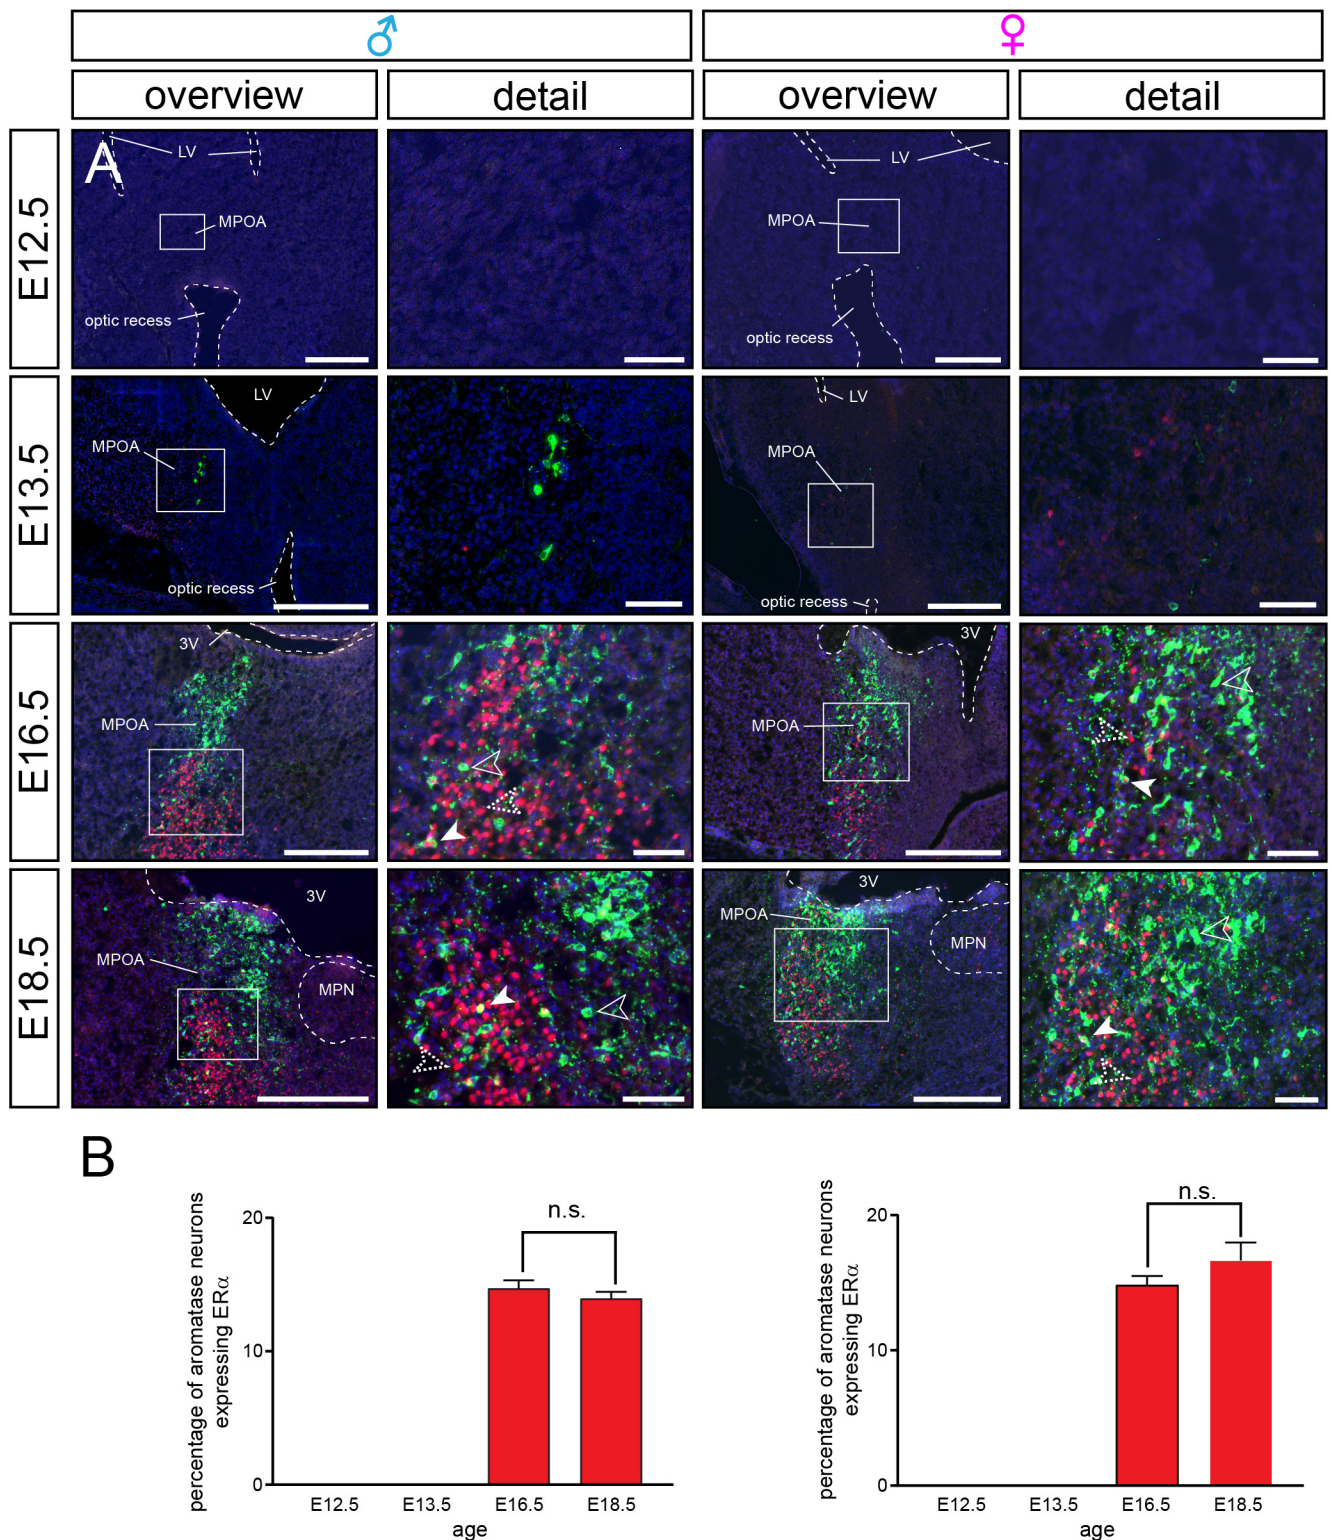 ♂ ♀
overview detail overview detail
E12.5
A
LV LV
MPOA MPOA
optic recess optic recess
E13.5
LV LV
MPOA MPOA
optic recess optic recess
E16.5
3V 3V
MPOA MPOA
E18.5
3V 3V
MPOA MPOA
MPN MPN
B
percentage of aromatase neurons
expressing ERα
20
10
0
n.s.
E12.5 E13.5 E16.5 E18.5
age
percentage of aromatase neurons
expressing ERα
20
10
0
n.s.
E12.5 E13.5 E16.5 E18.5
age